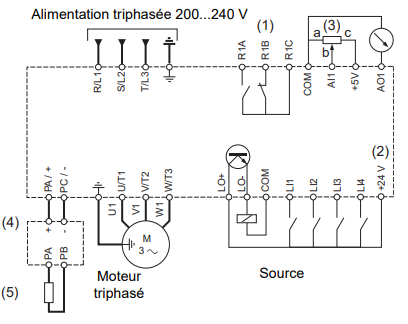 Alimentation triphasée 200...240 V
(1)
(3)
a
c
b
R/L1
S/L2
T/L3
R1A
R1B
R1C
COM
AI1
+5V
AO1
(2)
PA / +
PC / -
U/T1
V/T2
W/T3
LO+
LO-
COM
LI1
LI2
LI3
LI4
+24 V
U1
V1
W1
(4)
+
-
PA
PB
M
3 ~
(5)
Moteur
triphasé
Source